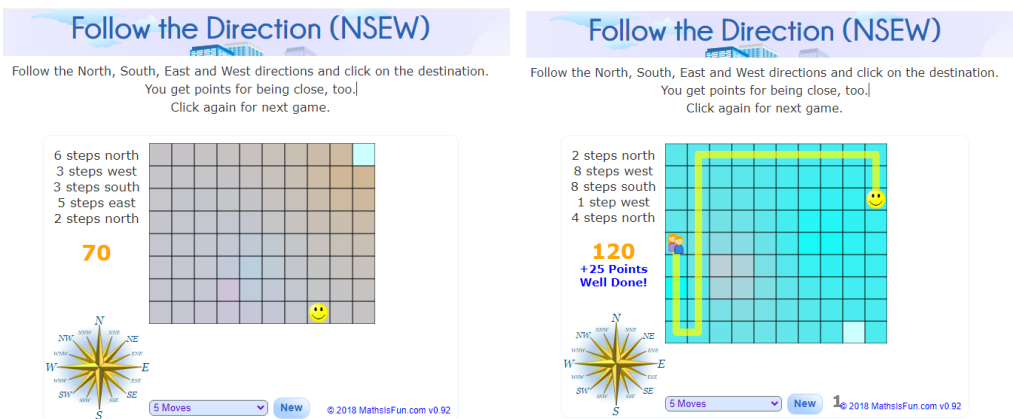 Follow the Direction (NSEW)
Follow the North, South, East and West directions and click on the destination.
You get points for being close, too.
Click again for next game.
6 steps north
3 steps west
3 steps south
5 steps east
2 steps north
70
N
NNW NNE
NW NE
WNW ENE
W E
WSW ESE
SW SE
S
5 Moves
New
© 2018 MathsIsFun.com v0.92
Follow the Direction (NSEW)
Follow the North, South, East and West directions and click on the destination.
You get points for being close, too.
Click again for next game.
2 steps north
8 steps west
8 steps south
1 step west
4 steps north
120
+25 Points
Well Done!
N
NNW NNE
NW NE
WNW ENE
W E
WSW ESE
SW SE
S
5 Moves
New
1
© 2018 MathsIsFun.com v0.92